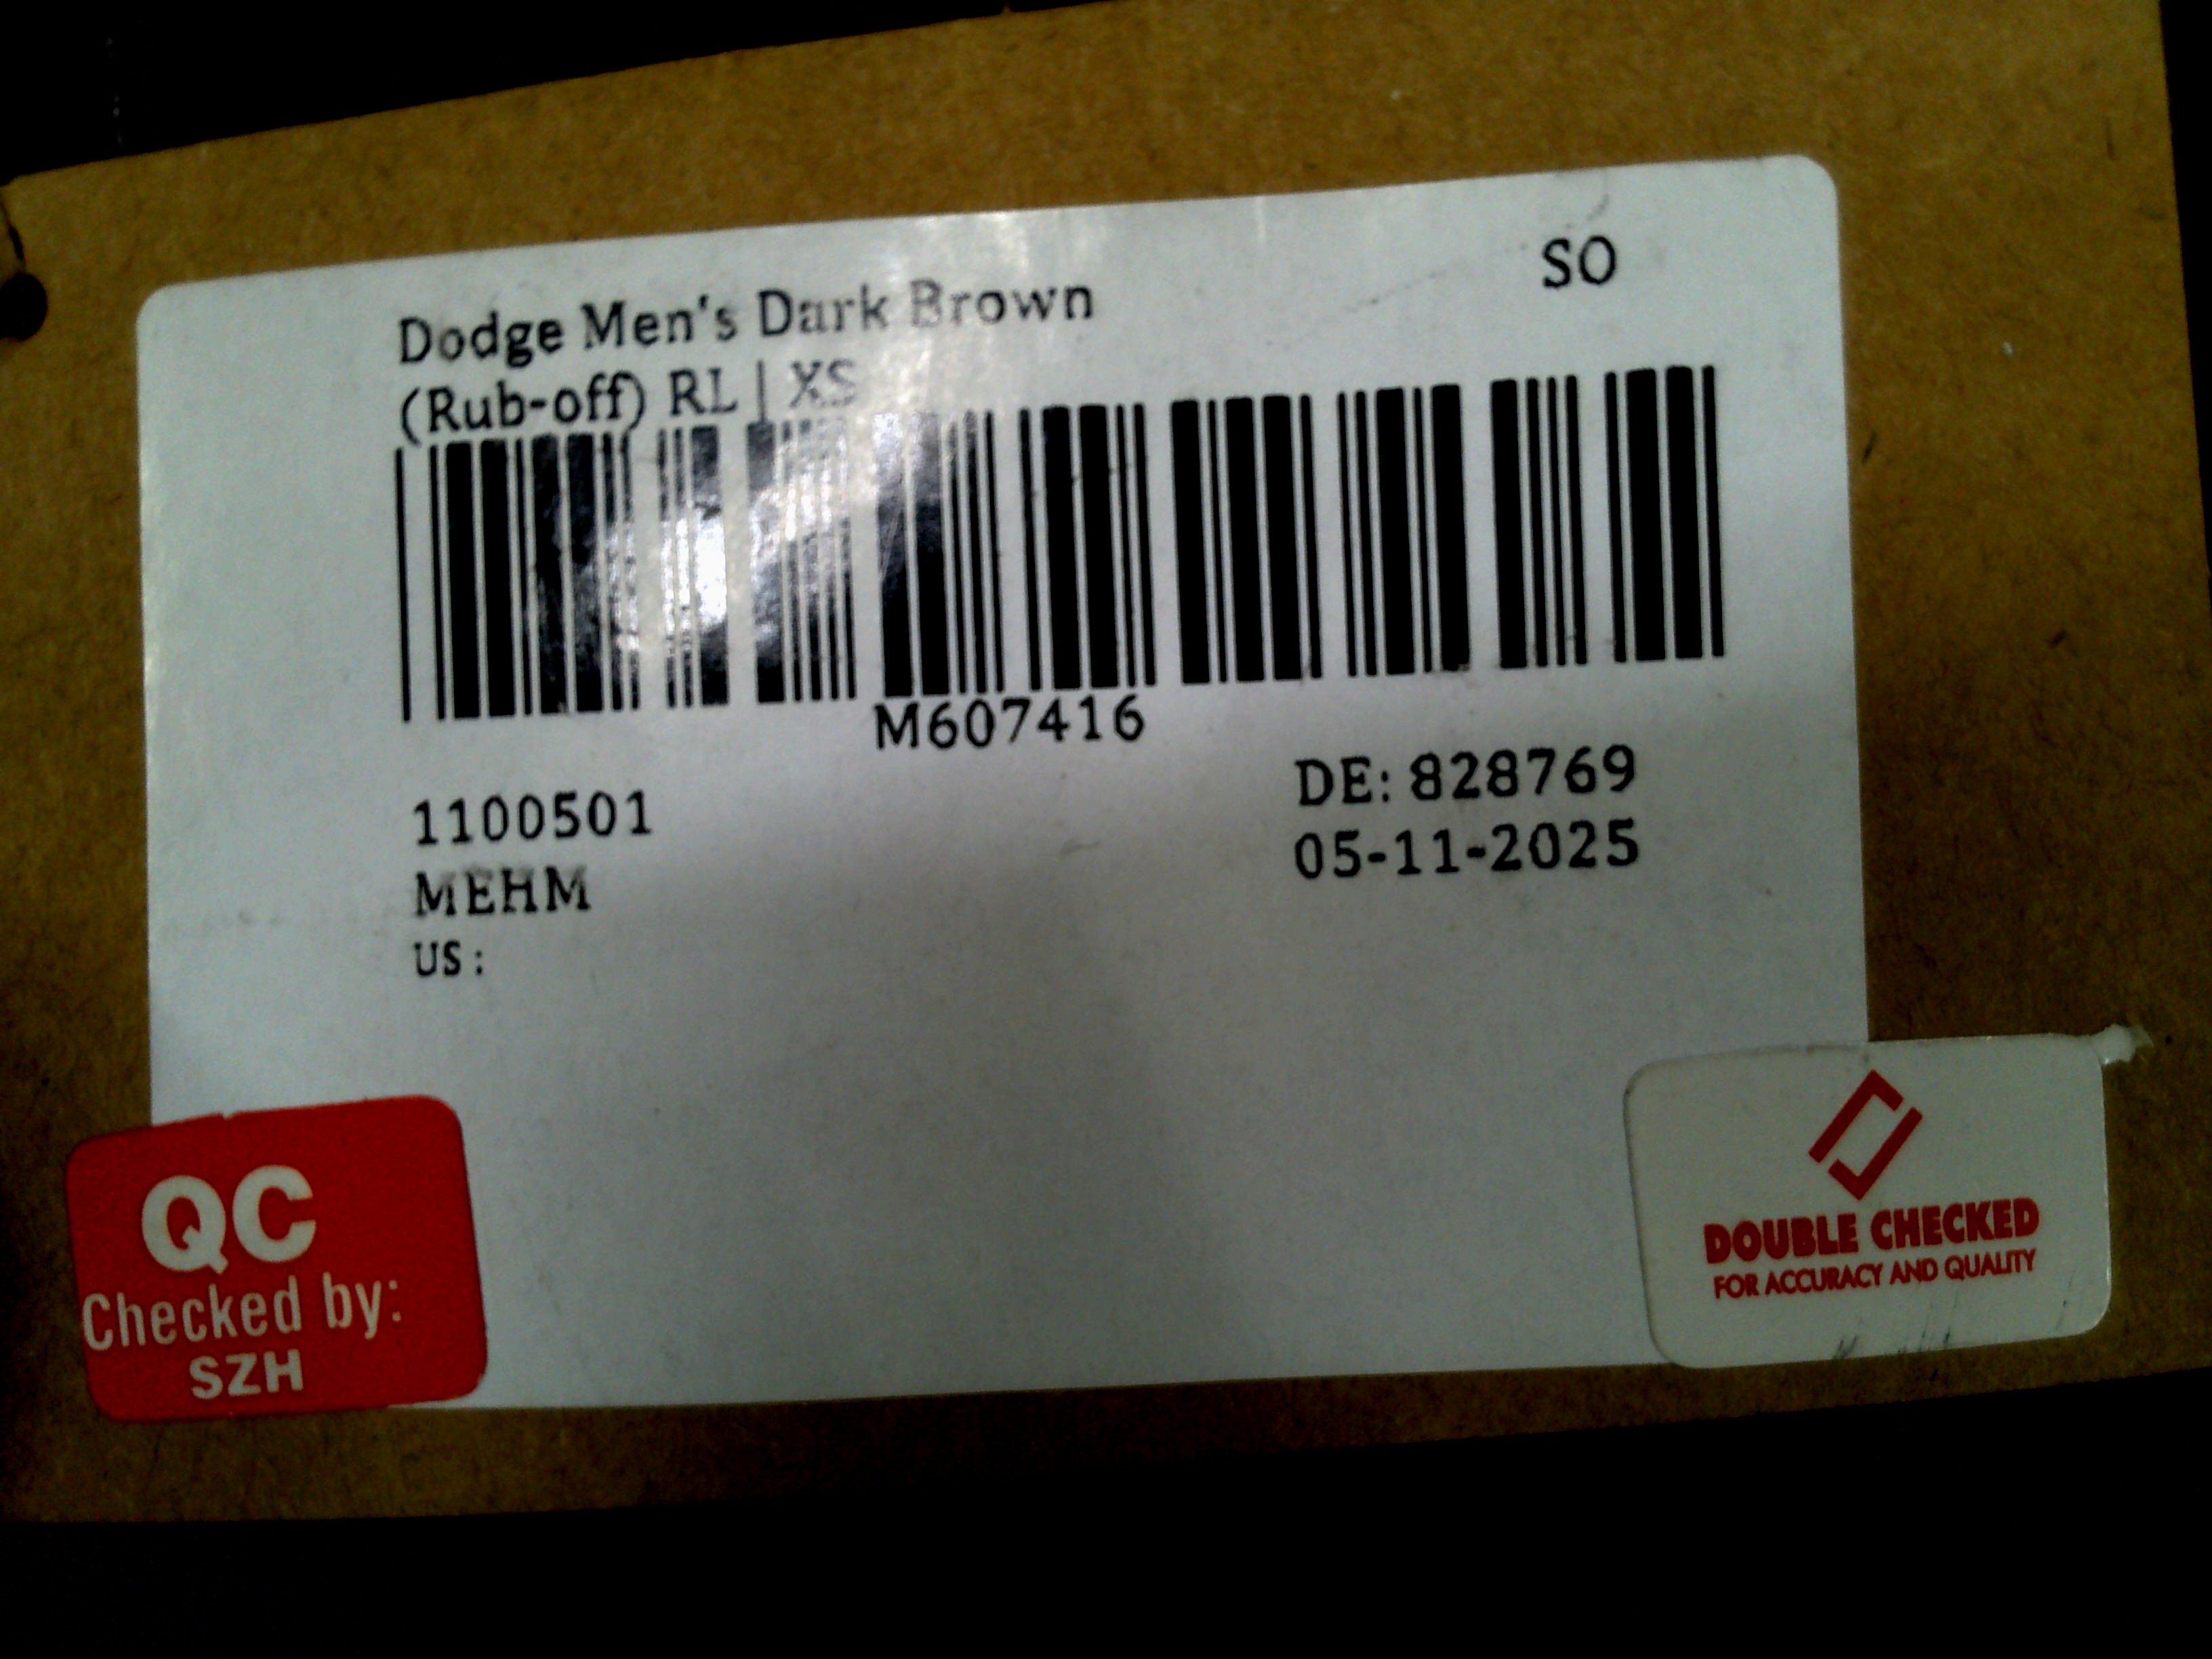 SO
Dodge Men's Dark Brown
(Rub-off) RL | XS
M607416
1100501
DE: 828769
MEHM
05-11-2025
US:
QC
Checked by:
SZH
DOUBLE CHECKED
FOR ACCURACY AND QUALITY